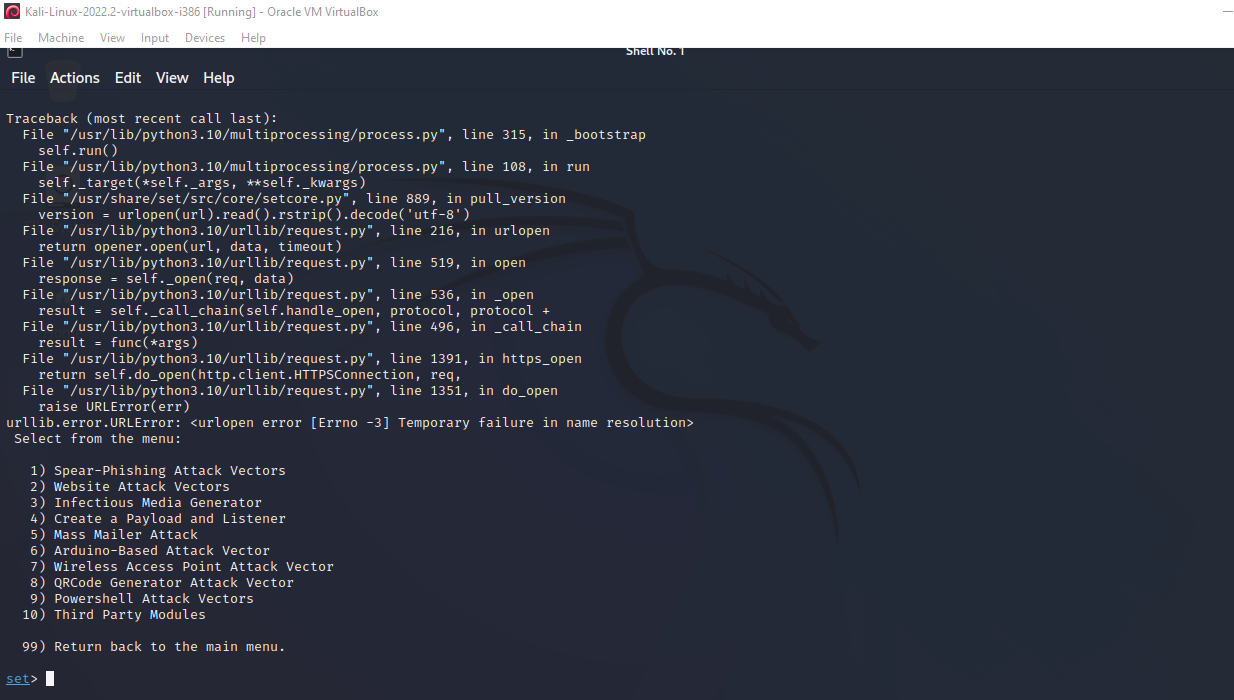 Kali-Linux-2022.2-virtualbox-i386 [Running] - Oracle VM VirtualBox
File Machine View Input Devices Help
Shell No. 1
File Actions Edit View Help
Traceback (most recent call last):
  File "/usr/lib/python3.10/multiprocessing/process.py", line 315, in _bootstrap
    self.run()
  File "/usr/lib/python3.10/multiprocessing/process.py", line 108, in run
    self._target(*self._args, **self._kwargs)
  File "/usr/share/set/src/core/setcore.py", line 889, in pull_version
    version = urlopen(url).read().rstrip().decode('utf-8')
  File "/usr/lib/python3.10/urllib/request.py", line 216, in urlopen
    return opener.open(url, data, timeout)
  File "/usr/lib/python3.10/urllib/request.py", line 519, in open
    response = self._open(req, data)
  File "/usr/lib/python3.10/urllib/request.py", line 536, in _open
    result = self._call_chain(self.handle_open, protocol, protocol +
  File "/usr/lib/python3.10/urllib/request.py", line 496, in _call_chain
    result = func(*args)
  File "/usr/lib/python3.10/urllib/request.py", line 1391, in https_open
    return self.do_open(http.client.HTTPSConnection, req,
  File "/usr/lib/python3.10/urllib/request.py", line 1351, in do_open
    raise URLError(err)
urllib.error.URLError: <urlopen error [Errno -3] Temporary failure in name resolution>
 Select from the menu:
   1) Spear-Phishing Attack Vectors
   2) Website Attack Vectors
   3) Infectious Media Generator
   4) Create a Payload and Listener
   5) Mass Mailer Attack
   6) Arduino-Based Attack Vector
   7) Wireless Access Point Attack Vector
   8) QRCode Generator Attack Vector
   9) Powershell Attack Vectors
  10) Third Party Modules
  99) Return back to the main menu.
set>